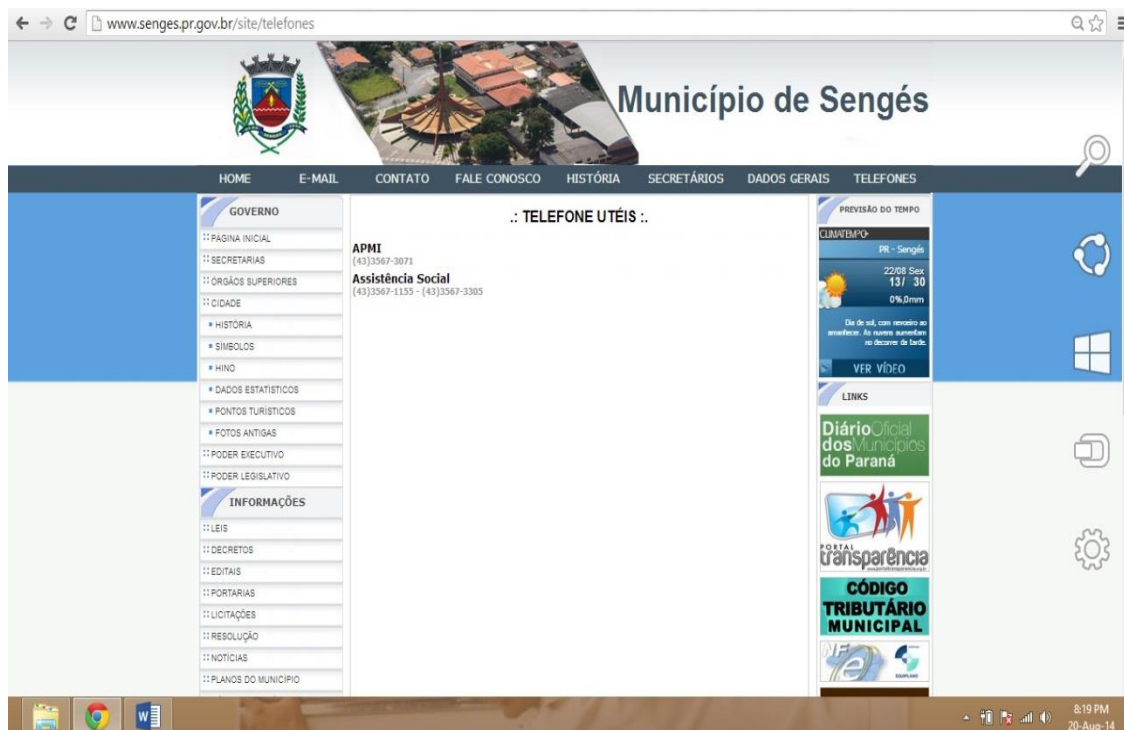 www.senges.pr.gov.br/site/telefones
Município de Sengés
HOME E-MAIL CONTATO FALE CONOSCO HISTÓRIA SECRETÁRIOS DADOS GERAIS TELEFONES
GOVERNO
PÁGINA INICIAL
SECRETARIAS
ÓRGÃOS SUPERIORES
CIDADE
HISTÓRIA
SÍMBOLOS
HINO
DADOS ESTATÍSTICOS
PONTOS TURÍSTICOS
FOTOS ANTIGAS
PODER EXECUTIVO
PODER LEGISLATIVO
INFORMAÇÕES
LEIS
DECRETOS
EDITAIS
PORTARIAS
LICITAÇÕES
RESOLUÇÃO
NOTÍCIAS
PLANOS DO MUNICÍPIO
.: TELEFONE UTÉIS :.
APMI
(43)3567-3071
Assistência Social
(43)3567-1155 - (43)3567-3305
PREVISÃO DO TEMPO
CLIMATEMPO
PR - Sengés
22/08 Sex
13/ 30
0%,0mm
Dia de sol, com nevoeiro ao
amanhecer. As nuvens aumentam
no decorrer da tarde.
VER VÍDEO
LINKS
DiárioOficial
dosMunicípios
do Paraná
PORTAL
transparência
CÓDIGO
TRIBUTÁRIO
MUNICIPAL
NF e
8:19 PM
20-Aug-14